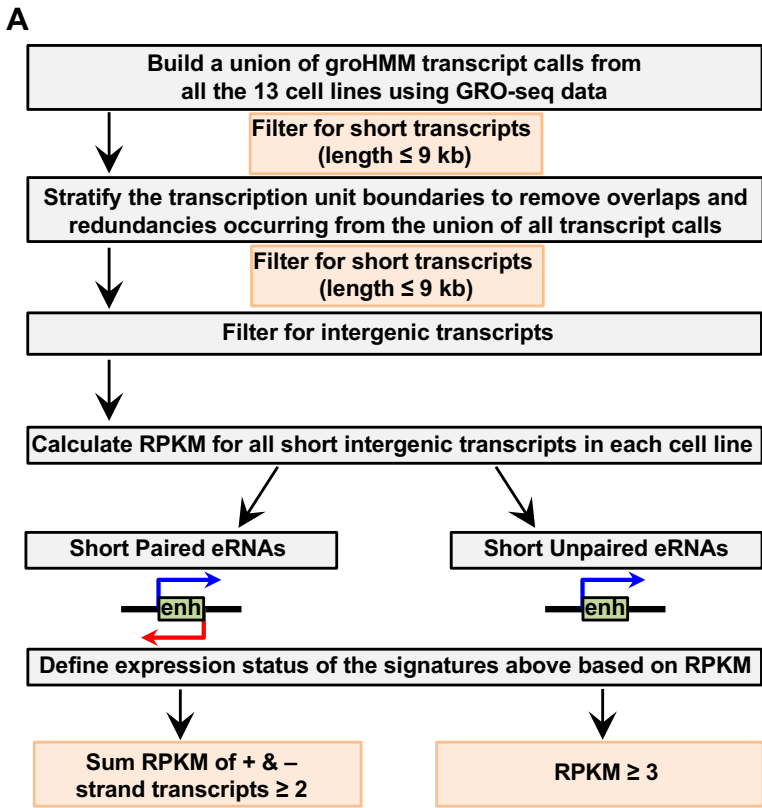 A
Build a union of groHMM transcript calls from
all the 13 cell lines using GRO-seq data
Filter for short transcripts
(length ≤ 9 kb)
Stratify the transcription unit boundaries to remove overlaps and
redundancies occurring from the union of all transcript calls
Filter for short transcripts
(length ≤ 9 kb)
Filter for intergenic transcripts
Calculate RPKM for all short intergenic transcripts in each cell line
Short Paired eRNAs
Short Unpaired eRNAs
enh
enh
Define expression status of the signatures above based on RPKM
Sum RPKM of + & –
strand transcripts ≥ 2
RPKM ≥ 3